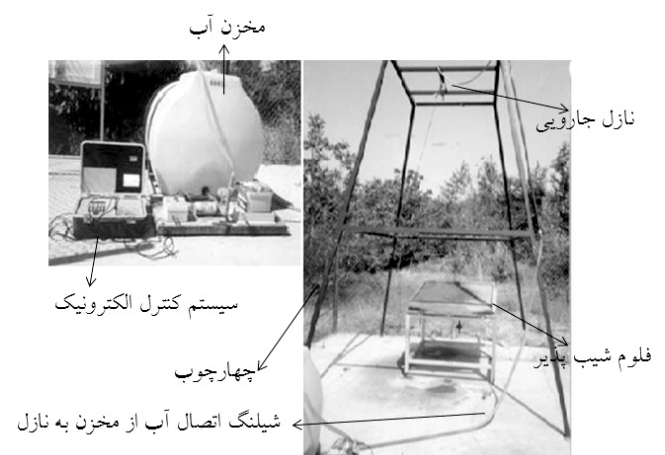 مخزن آب
نازل جارویی
سیستم کنترل الکترونیک
فلوم شیب پذیر
چهارچوب
شیلنگ اتصال آب از مخزن به نازل